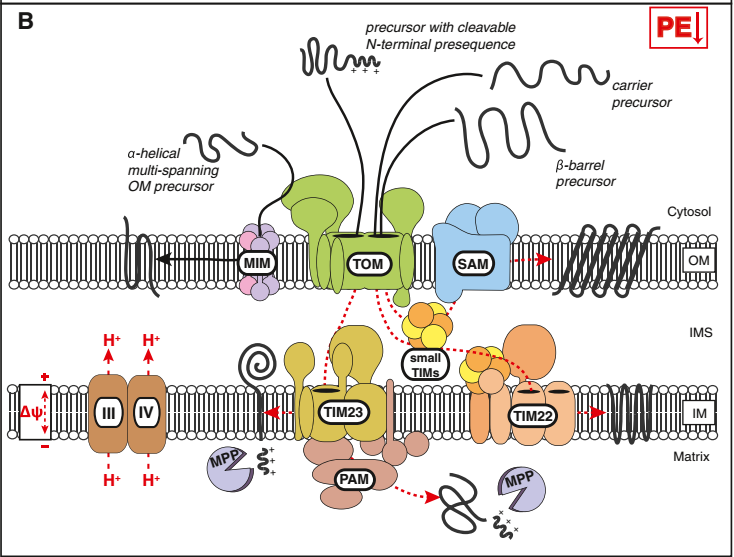 B
precursor with cleavable
N-terminal presequence
+ + +
PE↓
carrier
precursor
α-helical
multi-spanning
OM precursor
β-barrel
precursor
Cytosol
MIM
TOM
SAM
OM
IMS
H⁺
H⁺
small
TIMs
+
Δψ
-
III
IV
TIM23
TIM22
IM
Matrix
MPP
+
+
+
H⁺
H⁺
PAM
MPP
× × ×